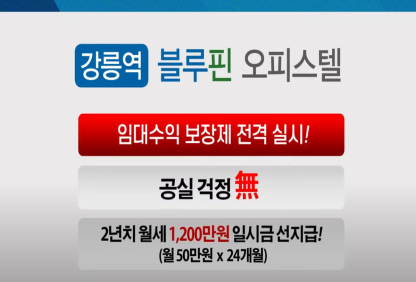 강릉역 블루핀 오피스텔
임대수익 보장제 전격 실시!
공실 걱정 無
2년치 월세 1,200만원 일시금 선지급!
(월 50만원 x 24개월)